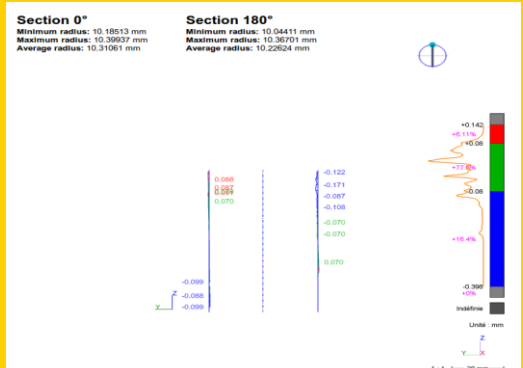 Section 0°
Minimum radius: 10.18513 mm
Maximum radius: 10.39937 mm
Average radius: 10.31061 mm
Section 180°
Minimum radius: 10.04411 mm
Maximum radius: 10.36701 mm
Average radius: 10.22624 mm
+0.142
+6.11%
+0.08
-0.08
+16.4%
-0.398
+0%
Indéfinie
Unité : mm
0.088
0.087
0.070
-0.099
-0.088
-0.099
-0.122
-0.171
-0.087
-0.108
-0.070
-0.070
0.070
Z
Y
Z
Y X